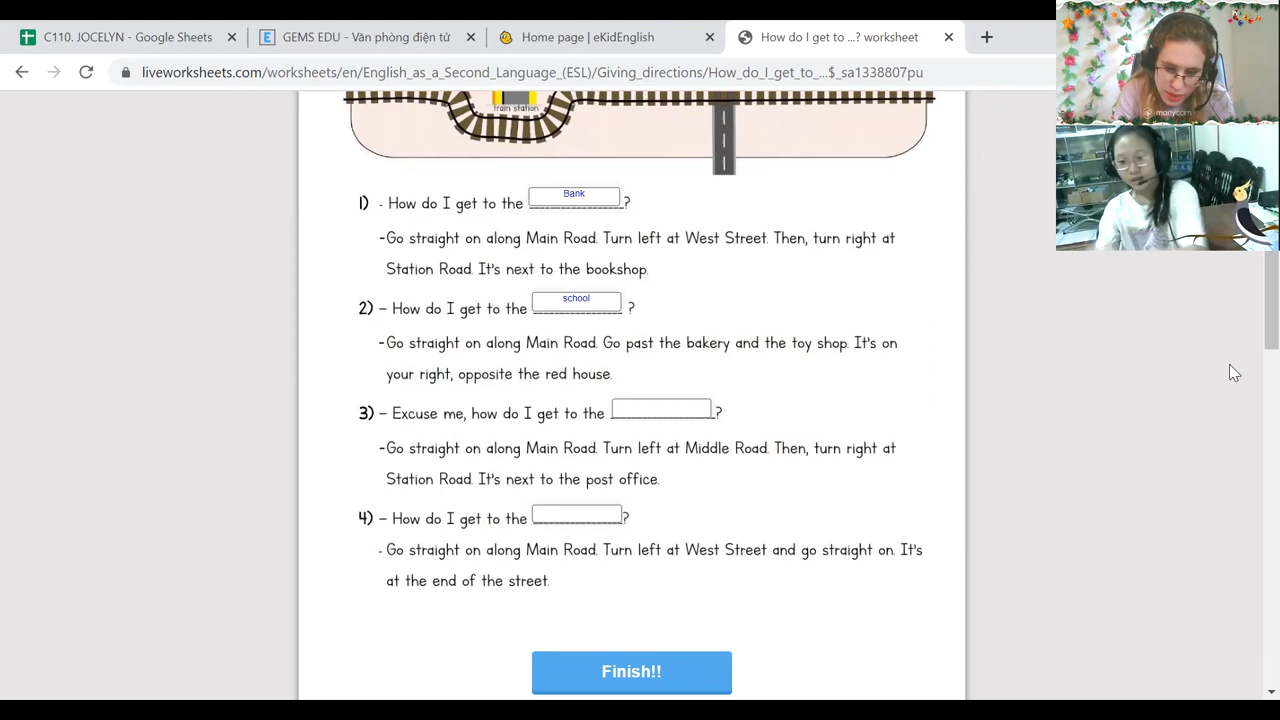 C110. JOCELYN - Google Sheets
GEMS EDU - Văn phòng điện tử
Home page | eKidEnglish
How do I get to ...? worksheet
liveworksheets.com/worksheets/en/English_as_a_Second_Language_(ESL)/Giving_directions/How_do_I_get_to_...$_sa1338807pu
manycam
train station
1) - How do I get to the Bank?
-Go straight on along Main Road. Turn left at West Street. Then, turn right at
Station Road. It's next to the bookshop.
2) – How do I get to the school ?
-Go straight on along Main Road. Go past the bakery and the toy shop. It's on
your right, opposite the red house.
3) – Excuse me, how do I get to the ?
-Go straight on along Main Road. Turn left at Middle Road. Then, turn right at
Station Road. It's next to the post office.
4) – How do I get to the ?
- Go straight on along Main Road. Turn left at West Street and go straight on. It's
at the end of the street.
Finish!!